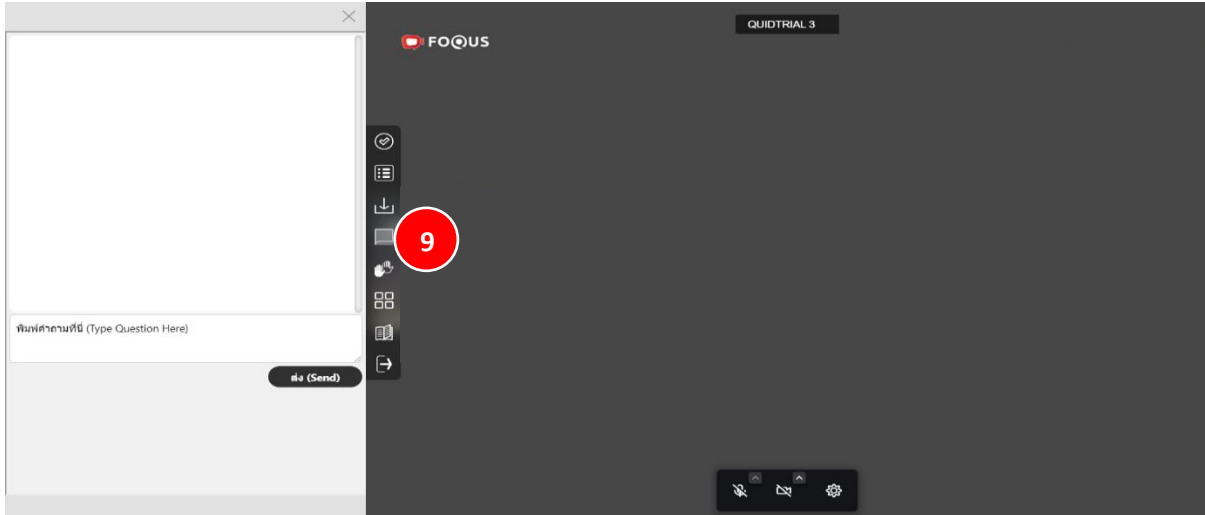 QUIDTRIAL 3
FOQUS
9
พิมพ์คำถามที่นี่ (Type Question Here)
ส่ง (Send)